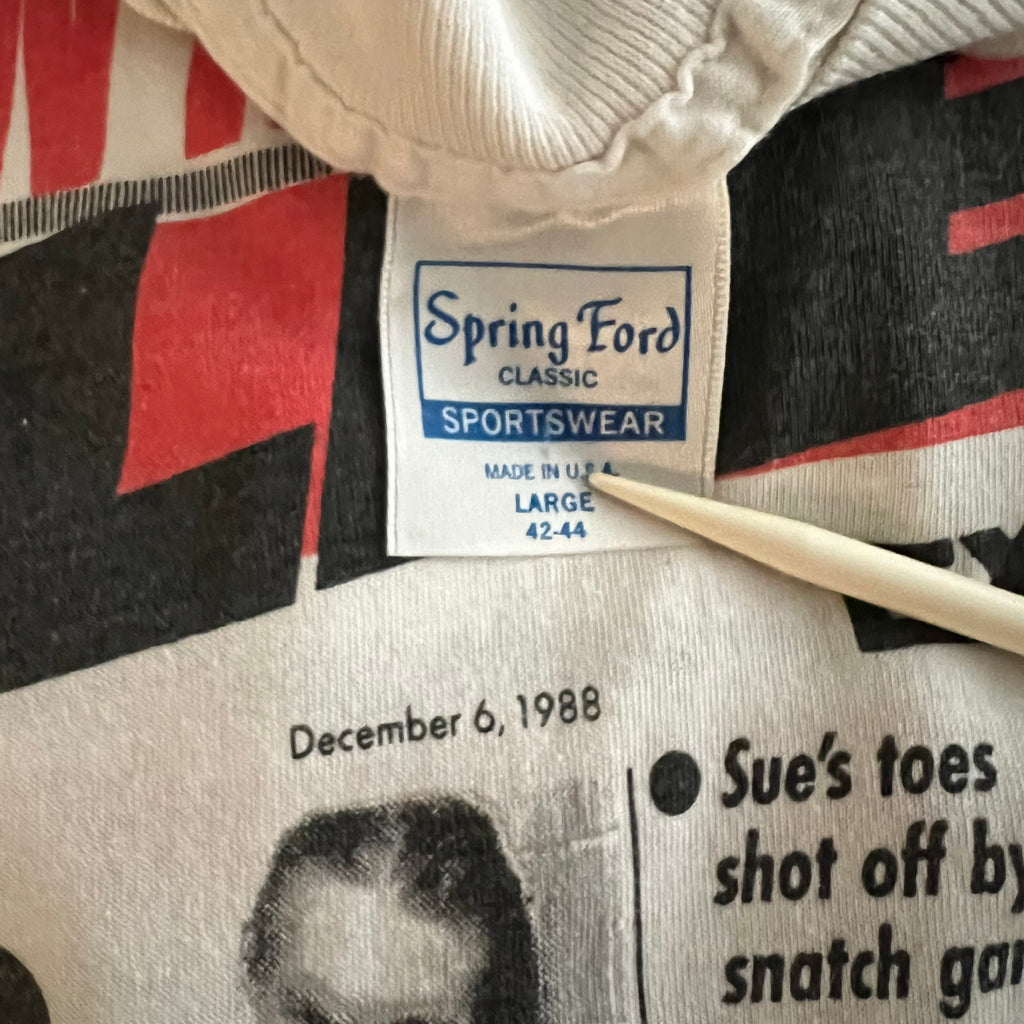 Spring Ford
CLASSIC
SPORTSWEAR
MADE IN U.S.A.
LARGE
42-44
December 6, 1988
● Sue's toes
shot off by
snatch